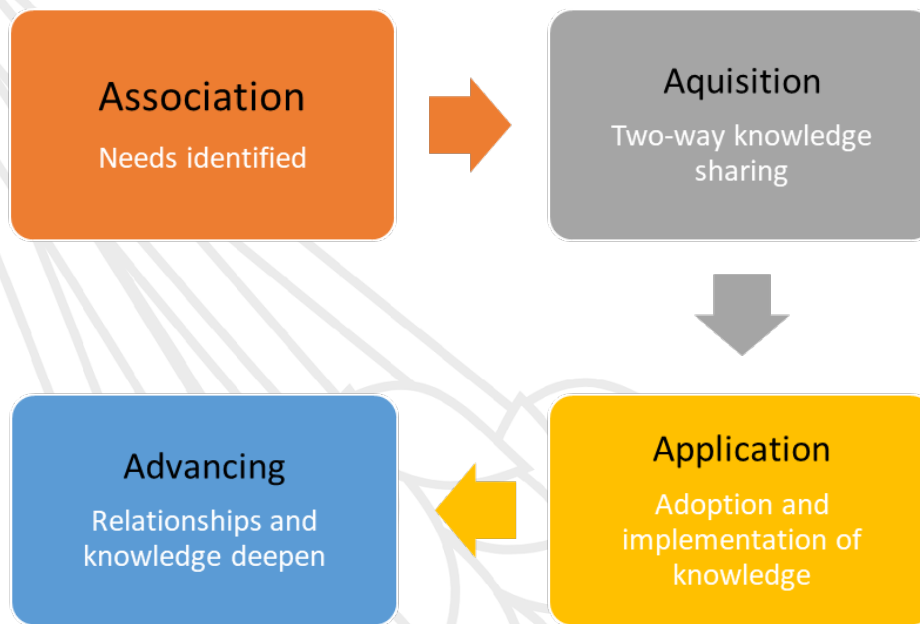 Association
Needs identified
Aquisition
Two-way knowledge
sharing
Application
Adoption and
implementation of
knowledge
Advancing
Relationships and
knowledge deepen